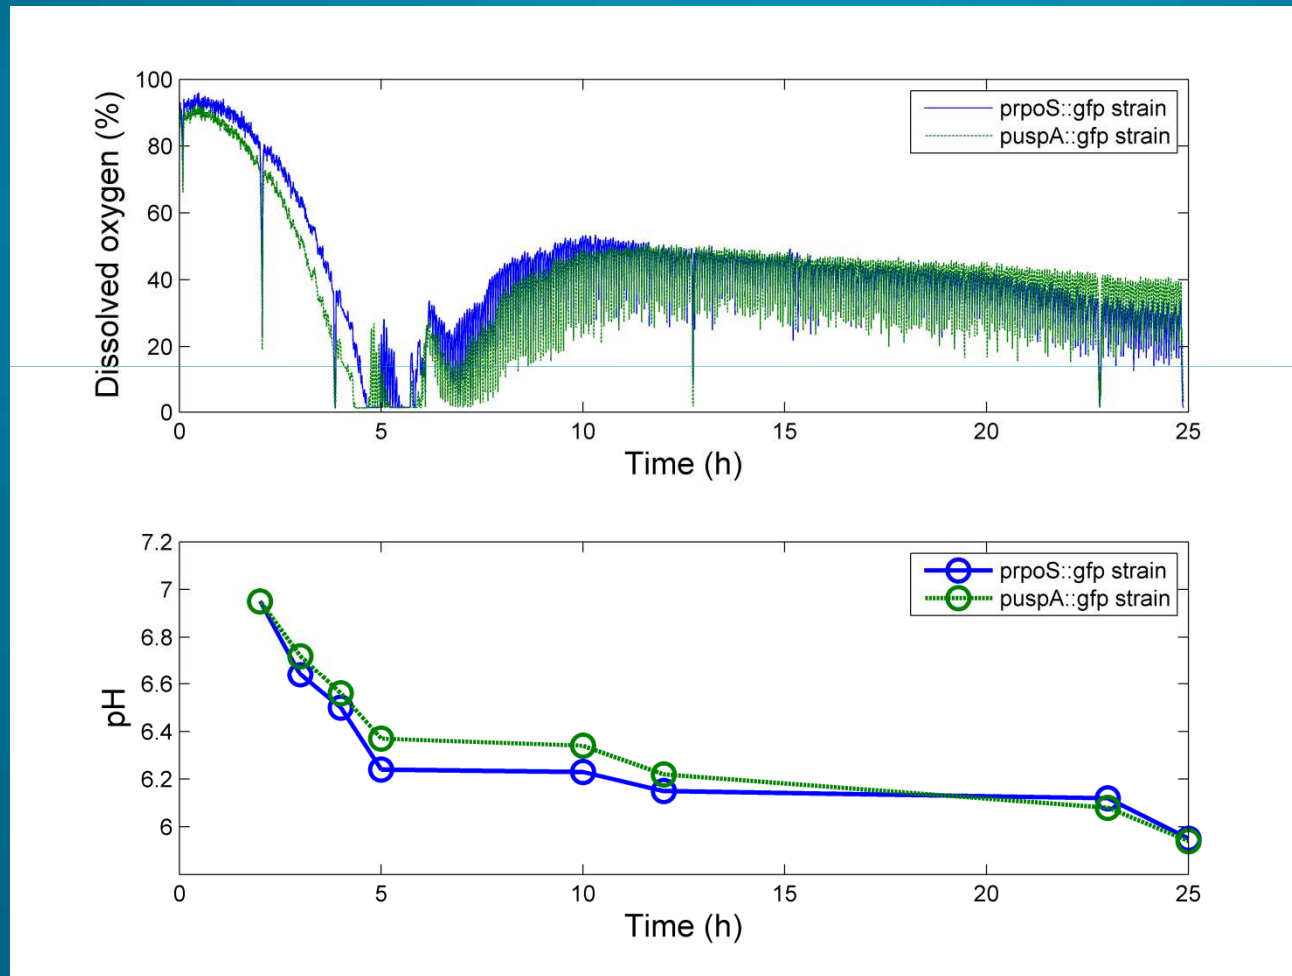 100
80
60
40
20
0
Dissolved oxygen (%)
prpoS::gfp strain
puspA::gfp strain
0 5 10 15 20 25
Time (h)
7.2
7
6.8
6.6
6.4
6.2
6
pH
prpoS::gfp strain
puspA::gfp strain
0 5 10 15 20 25
Time (h)